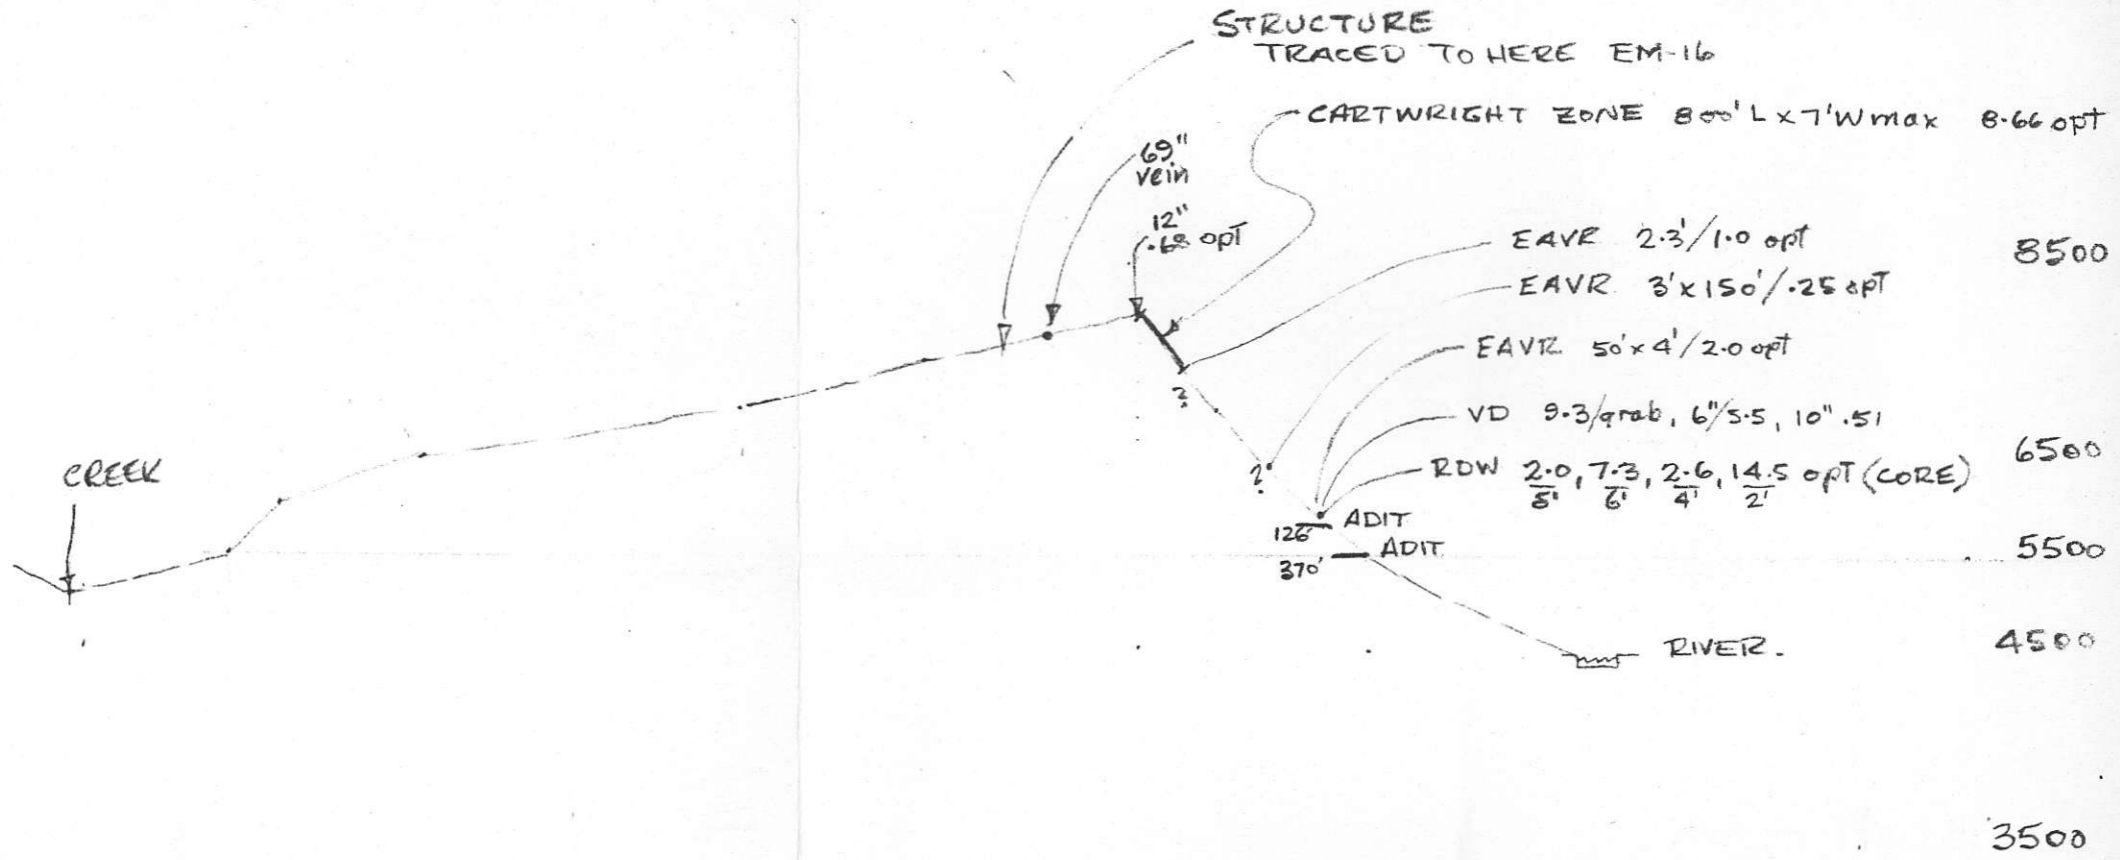 STRUCTURE
TRACED TO HERE EM-16
CARTWRIGHT ZONE 800' L x 7' W max 8.66 opt
69"
vein
12"
.68 opt
EAVR 2.3'/1.0 opt
8500
EAVR 3' x 150'/.25 opt
EAVR 50' x 4'/2.0 opt
?
VD 9.3/grab, 6"/5.5, 10" .51
6500
CREEK
?
RDW 2.0/5', 7.3/6', 2.6/4', 14.5/2' opt (CORE)
126' ADIT
ADIT
5500
370'
RIVER.
4500
3500